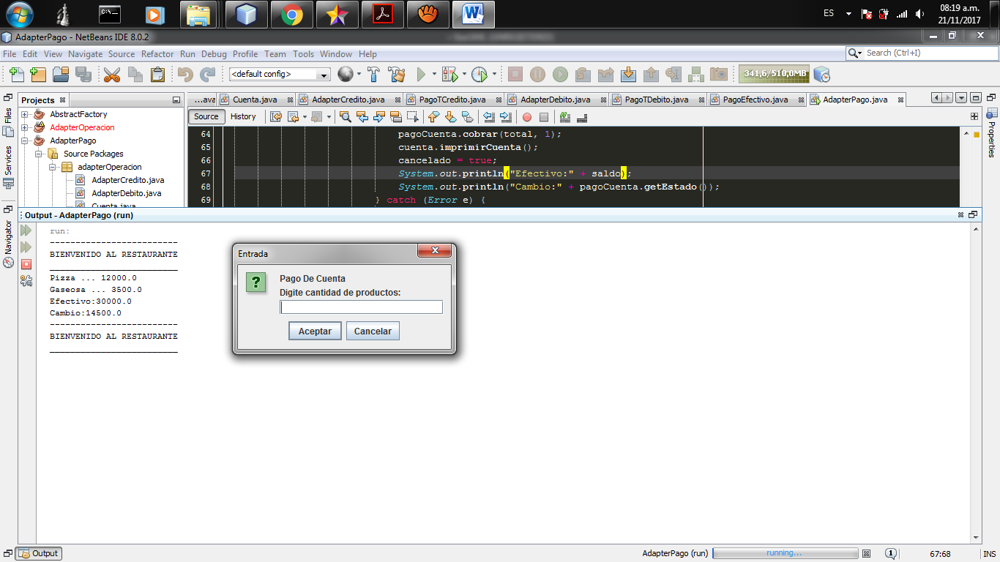 ES
08:19 a.m.
21/11/2017
AdapterPago - NetBeans IDE 8.0.2
File Edit View Navigate Source Refactor Run Debug Profile Team Tools Window Help
Search (Ctrl+I)
<default config>
341,6/510,0MB
Projects
...ava Cuenta.java AdapterCredito.java PagoTCredito.java AdapterDebito.java PagoTDebito.java PagoEfectivo.java AdapterPago.java
Source History
Files
Services
Navigator
Properties
AbstractFactory
AdapterOperacion
AdapterPago
Source Packages
adapterOperacion
AdapterCredito.java
AdapterDebito.java
Cuenta.java
64 pagoCuenta.cobrar(total, 1);
65 cuenta.imprimirCuenta();
66 cancelado = true;
67 System.out.println("Efectivo:" + saldo);
68 System.out.println("Cambio:" + pagoCuenta.getEstado());
69 } catch (Error e) {
Output - AdapterPago (run)
run:
-------------------------
BIENVENIDO AL RESTAURANTE
_________________________
Pizza ... 12000.0
Gaseosa ... 3500.0
Efectivo:30000.0
Cambio:14500.0
-------------------------
BIENVENIDO AL RESTAURANTE
_________________________
Entrada
Pago De Cuenta
Digite cantidad de productos:
Aceptar Cancelar
Output
AdapterPago (run) running... 1 67:68 INS